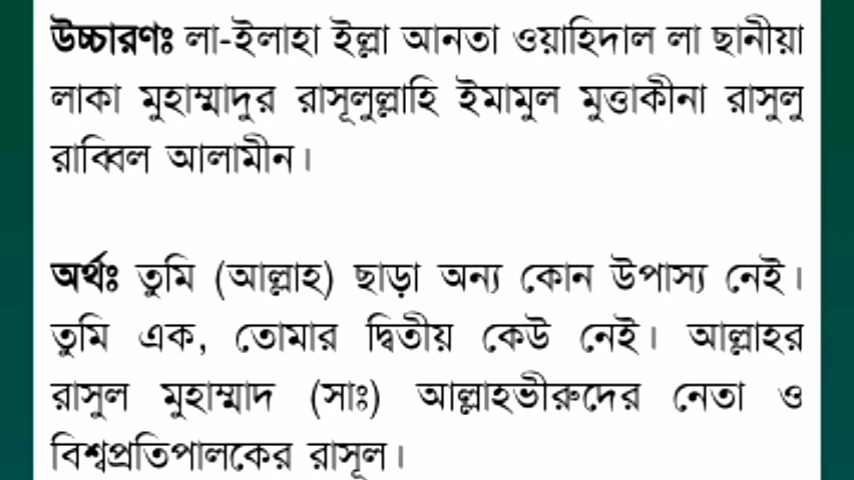 উচ্চারণঃ লা-ইলাহা ইল্লা আনতা ওয়াহিদাল লা ছানীয়া
লাকা মুহাম্মাদুর রাসূলুল্লাহি ইমামুল মুত্তাকীনা রাসুলু
রাব্বিল আলামীন।
অর্থঃ তুমি (আল্লাহ) ছাড়া অন্য কোন উপাস্য নেই।
তুমি এক, তোমার দ্বিতীয় কেউ নেই। আল্লাহর
রাসুল মুহাম্মাদ (সাঃ) আল্লাহভীরুদের নেতা ও
বিশ্বপ্রতিপালকের রাসূল।